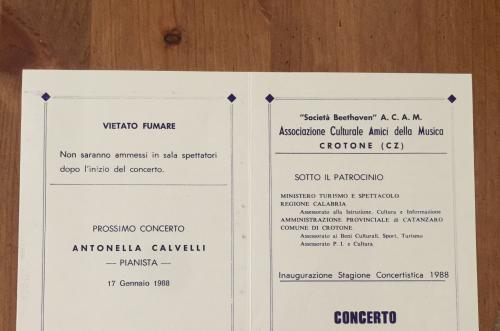 VIETATO FUMARE
Non saranno ammessi in sala spettatori
dopo l'inizio del concerto.
PROSSIMO CONCERTO
ANTONELLA CALVELLI
— PIANISTA —
17 Gennaio 1988
"Società Beethoven" A. C. A. M.
Associazione Culturale Amici della Musica
CROTONE (CZ)
SOTTO IL PATROCINIO
MINISTERO TURISMO E SPETTACOLO
REGIONE CALABRIA
Assessorato alla Istruzione, Cultura e Informazione
AMMINISTRAZIONE PROVINCIALE di CATANZARO
COMUNE DI CROTONE
Assessorato ai Beni Culturali, Sport, Turismo
Assessorato P. I. e Cultura
Inaugurazione Stagione Concertistica 1988
CONCERTO